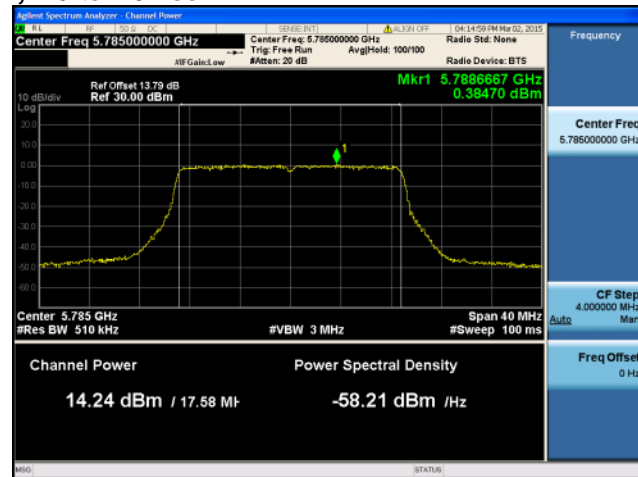 Agilent Spectrum Analyzer - Channel Power
RL RF 50 Ω DC SENSE:INT ALIGN OFF 04:14:59 PM Mar 02, 2015
Center Freq 5.785000000 GHz
Center Freq: 5.785000000 GHz
Radio Std: None
Trig: Free Run Avg|Hold: 100/100
#IFGain:Low #Atten: 20 dB Radio Device: BTS
Frequency
Ref Offset 13.79 dB
10 dB/div Ref 30.00 dBm
Mkr1 5.7886667 GHz
0.38470 dBm
Log
20.0
10.0
0.00
-10.0
-20.0
-30.0
-40.0
-50.0
-60.0
1
Center 5.785 GHz Span 40 MHz
#Res BW 510 kHz #VBW 3 MHz #Sweep 100 ms
Channel Power Power Spectral Density
14.24 dBm / 17.58 MH -58.21 dBm /Hz
Center Freq
5.785000000 GHz
CF Step
4.000000 MHz
Auto Man
Freq Offset
0 Hz
MSG STATUS